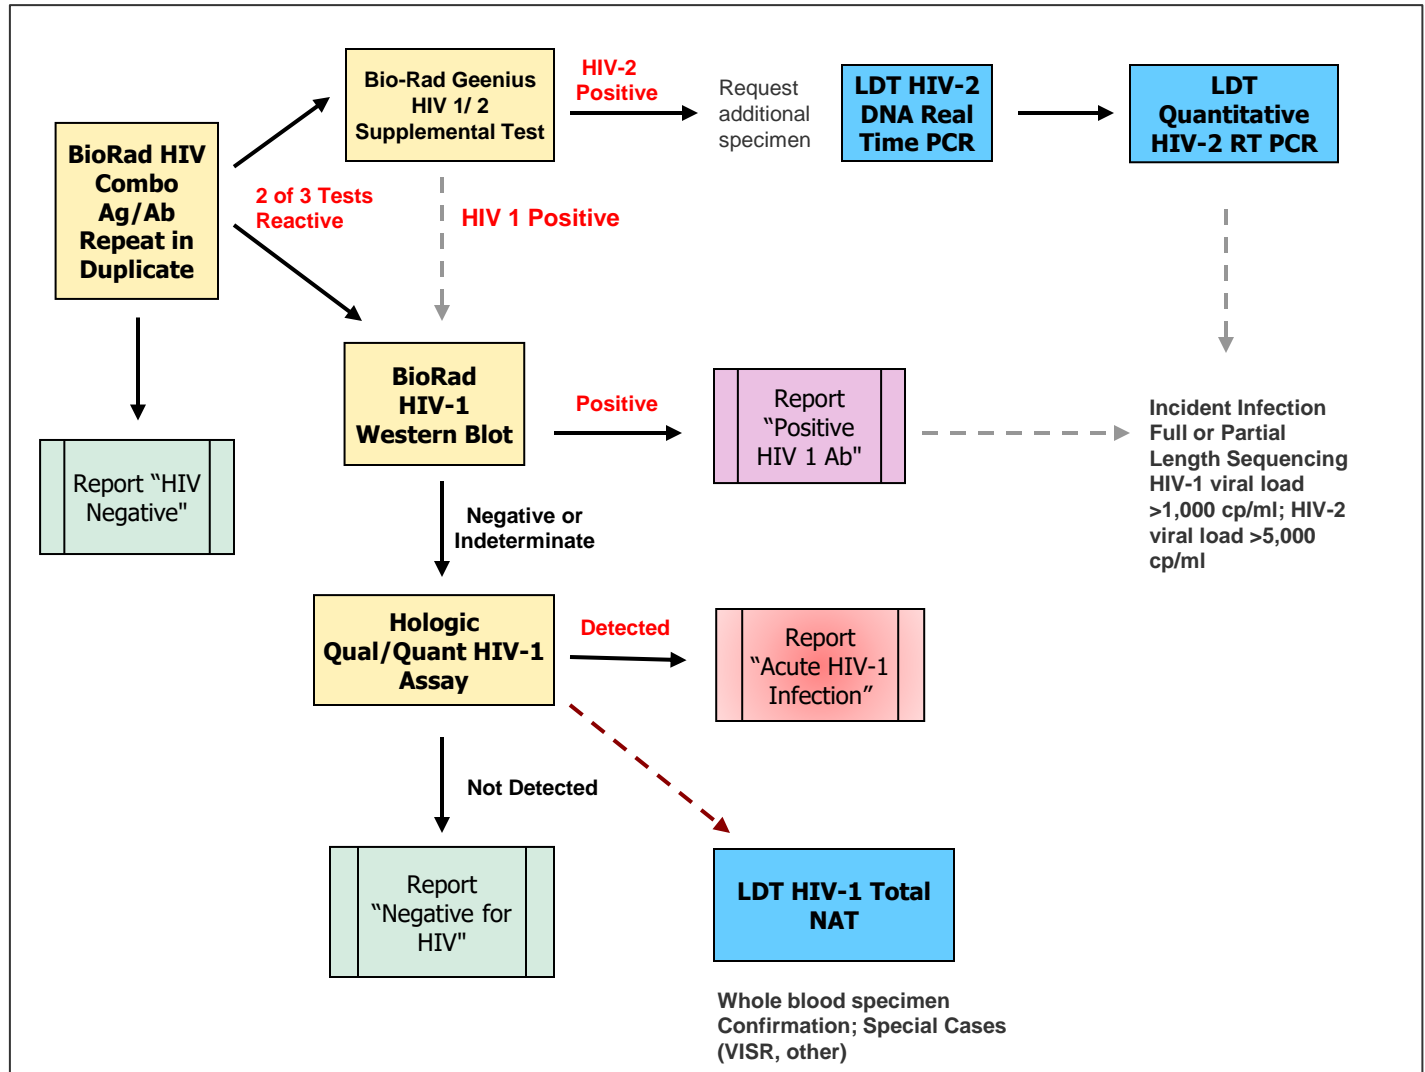 BioRad HIV
Combo
Ag/Ab
Repeat in
Duplicate
Bio-Rad Geenius
HIV 1/ 2
Supplemental Test
HIV-2
Positive
Request
additional
specimen
LDT HIV-2
DNA Real
Time PCR
LDT
Quantitative
HIV-2 RT PCR
2 of 3 Tests
Reactive
HIV 1 Positive
BioRad
HIV-1
Western Blot
Positive
Report
“Positive
HIV 1 Ab"
Incident Infection
Full or Partial
Length Sequencing
HIV-1 viral load
>1,000 cp/ml; HIV-2
viral load >5,000
cp/ml
Report “HIV
Negative"
Negative or
Indeterminate
Hologic
Qual/Quant HIV-1
Assay
Detected
Report
“Acute HIV-1
Infection”
Not Detected
Report
“Negative for
HIV"
LDT HIV-1 Total
NAT
Whole blood specimen
Confirmation; Special Cases
(VISR, other)